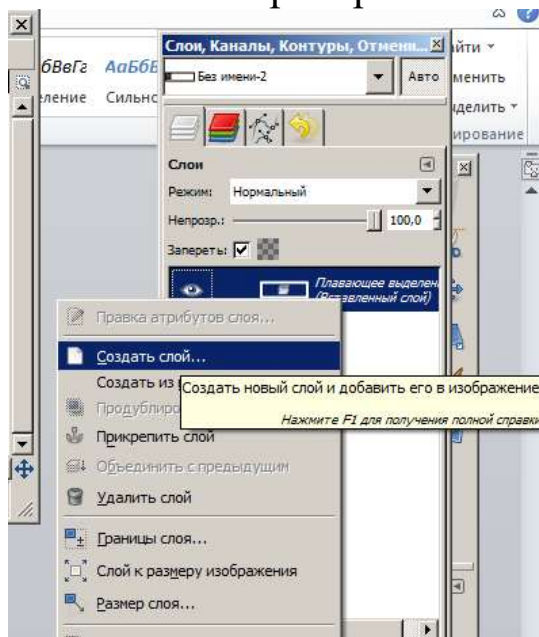 Слои, Каналы, Контуры, Отмени...
бВвГг АаБбВ
йти
Без имени-2
Авто
менить
ление Сильно
делить
ирование
Слои
Режим: Нормальный
Непрозр.: 100,0
Запереть:
Плавающее выделен
(Вставленный слой)
Правка атрибутов слоя...
Создать слой...
Создать из
Создать новый слой и добавить его в изображение
Продублиро
Нажмите F1 для получения полной справки
Прикрепить слой
Объединить с предыдущим
Удалить слой
Границы слоя...
Слой к размеру изображения
Размер слоя...